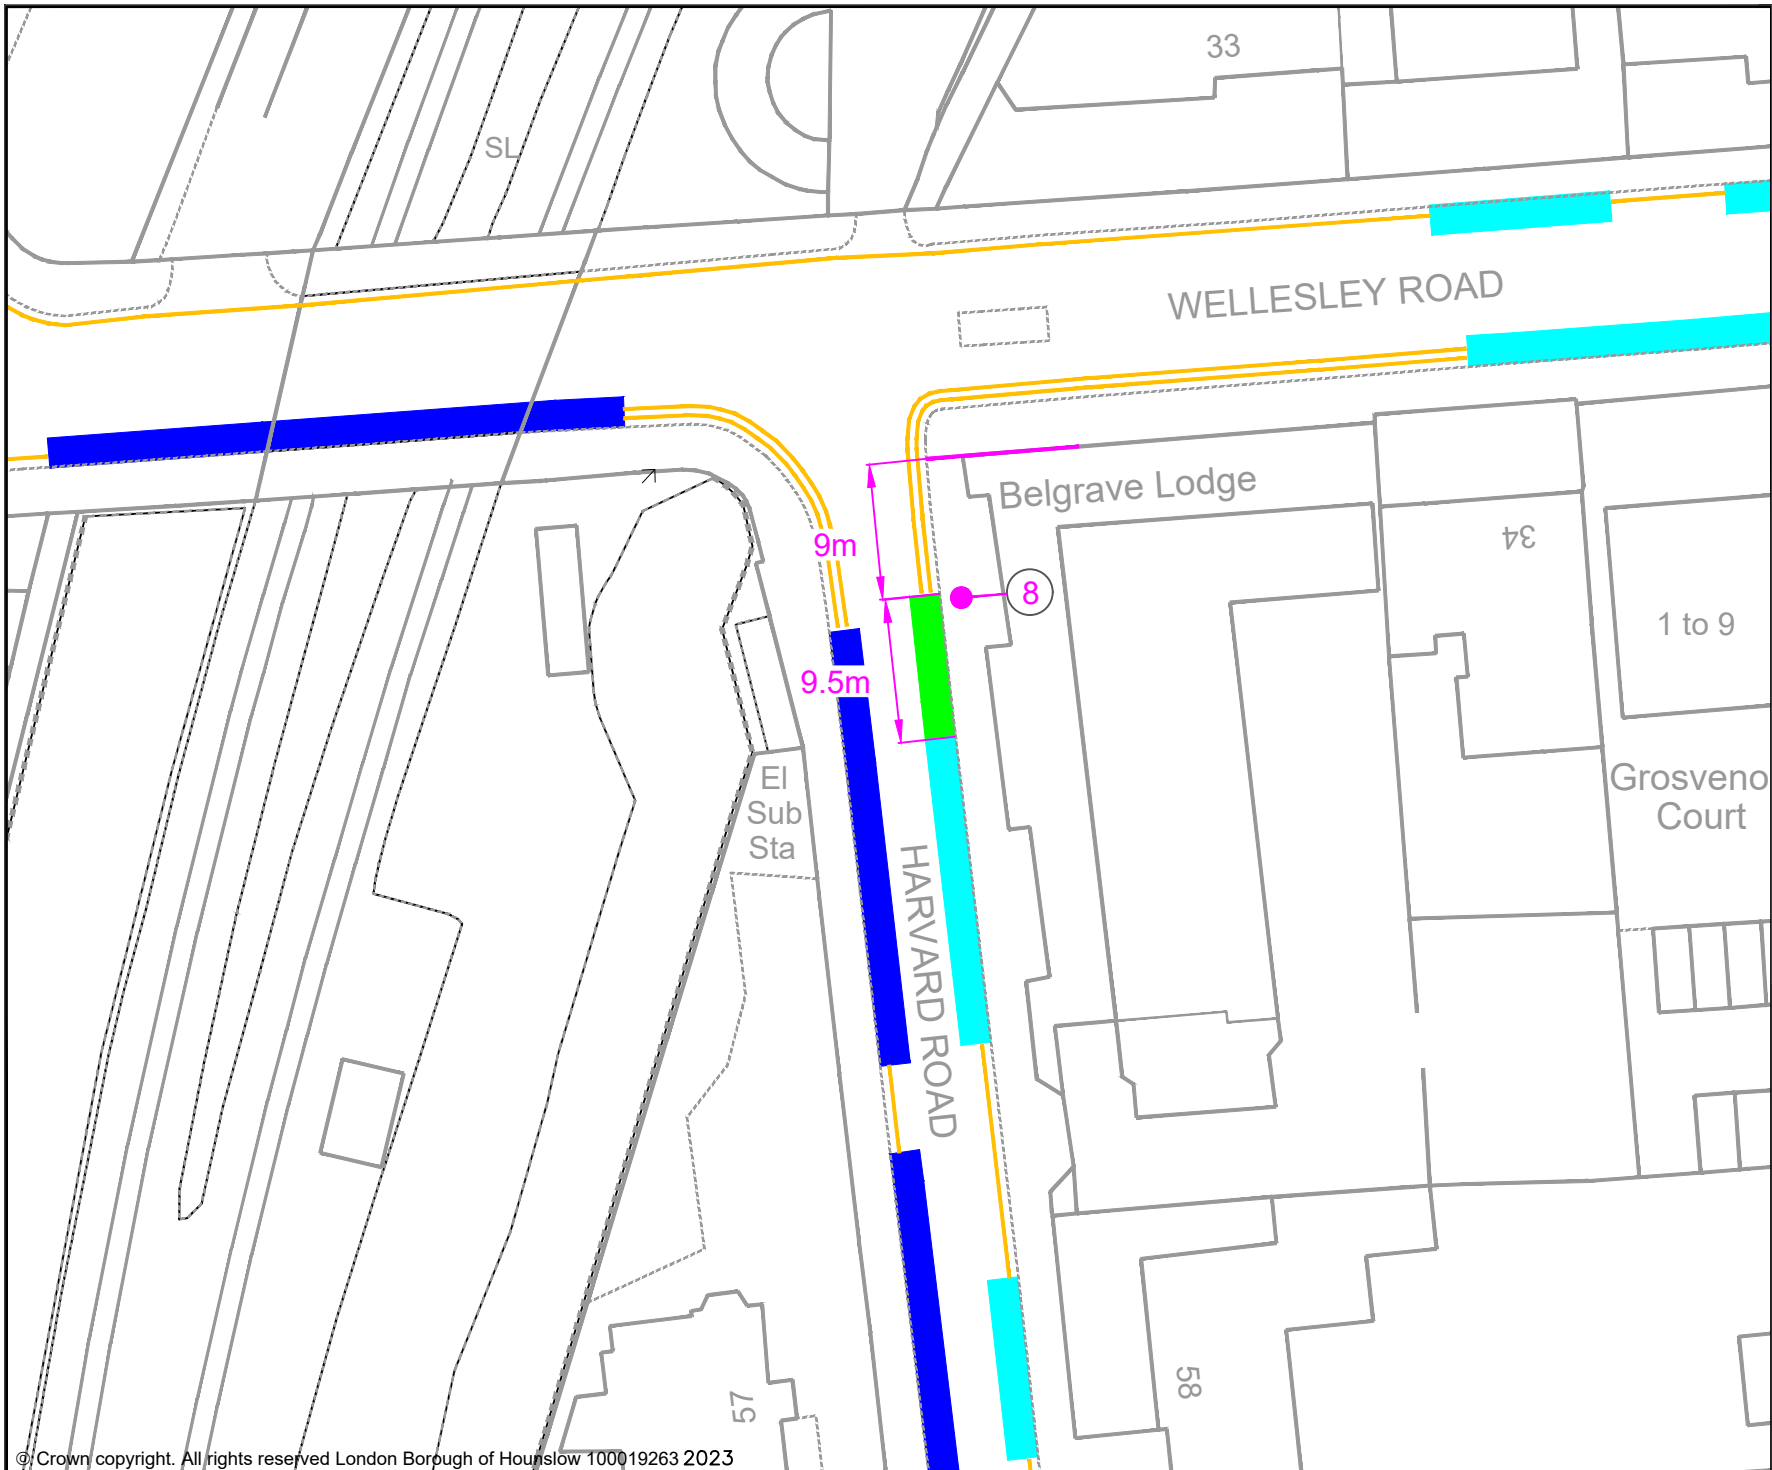 33
SL
WELLESLEY ROAD
Belgrave Lodge
34
9m
8
1 to 9
9.5m
El
Sub
Sta
Grosveno
Court
HARVARD ROAD
58
57
© Crown copyright. All rights reserved London Borough of Hounslow 100019263 2023